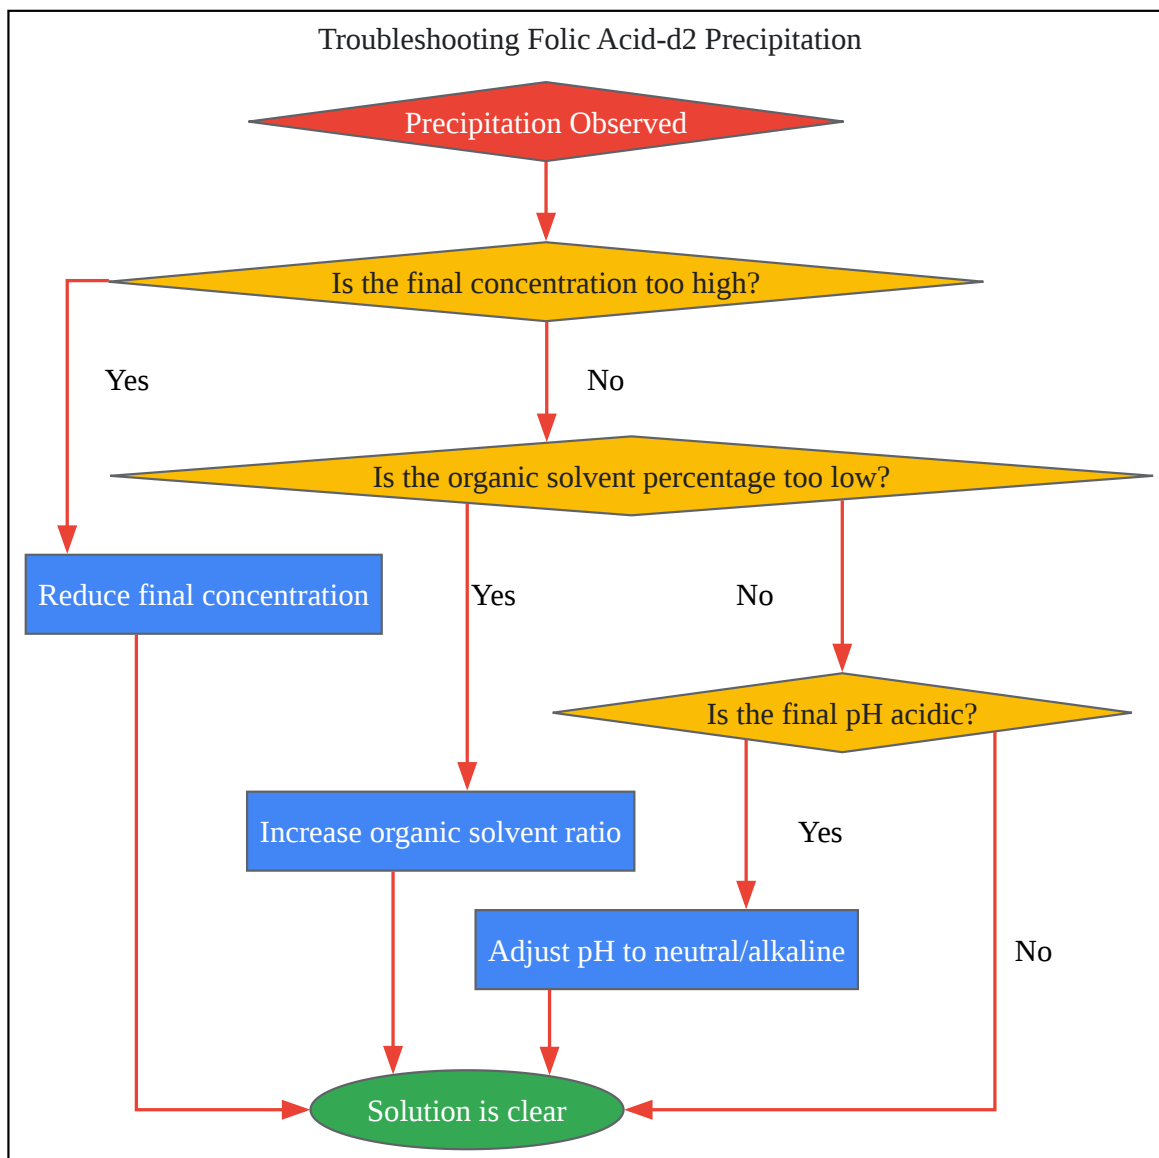 Troubleshooting Folic Acid-d2 Precipitation
Precipitation Observed
Is the final concentration too high?
Yes
No
Is the organic solvent percentage too low?
Reduce final concentration
Yes
No
Is the final pH acidic?
Increase organic solvent ratio
Yes
Adjust pH to neutral/alkaline
No
Solution is clear